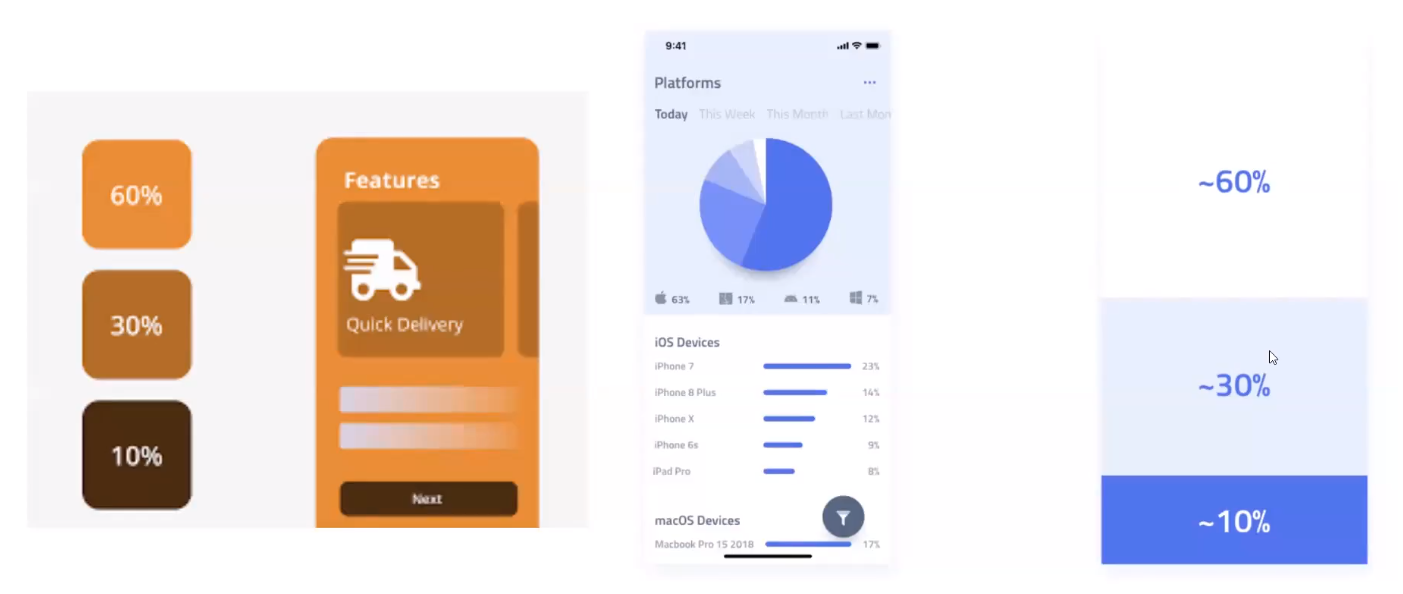 60%
30%
10%
Features
Quick Delivery
Next
9:41
Platforms
Today This Week This Month Last Mon
63% 17% 11% 7%
iOS Devices
iPhone 7 23%
iPhone 8 Plus 14%
iPhone X 12%
iPhone 6s 9%
iPad Pro 8%
macOS Devices
Macbook Pro 15 2018 17%
~60%
~30%
~10%